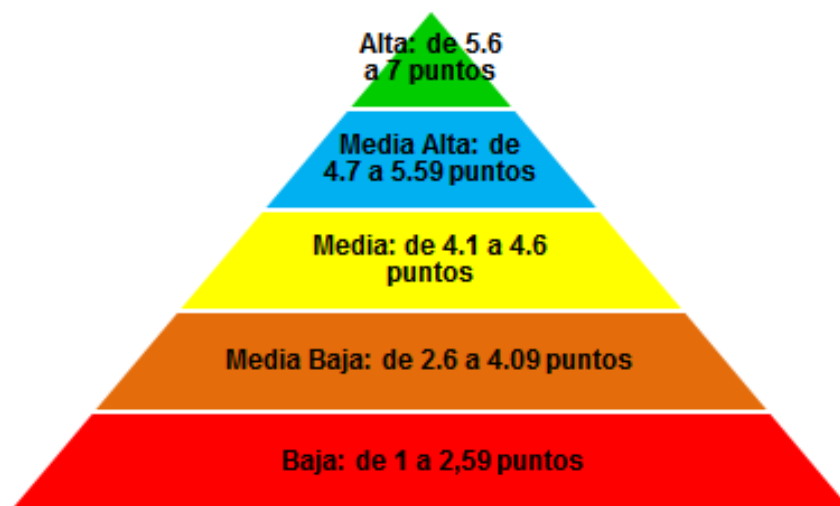 Alta: de 5.6
a 7 puntos
Media Alta: de
4.7 a 5.59 puntos
Media: de 4.1 a 4.6
puntos
Media Baja: de 2.6 a 4.09 puntos
Baja: de 1 a 2,59 puntos